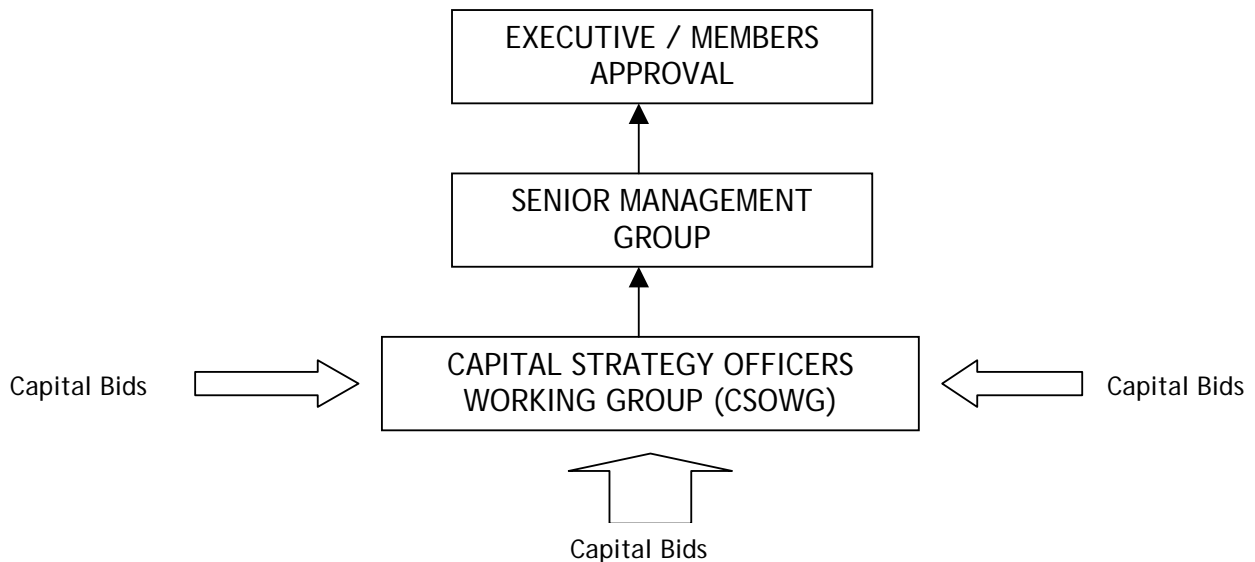 EXECUTIVE / MEMBERS
APPROVAL
SENIOR MANAGEMENT
GROUP
CAPITAL STRATEGY OFFICERS
WORKING GROUP (CSOWG)
Capital Bids
Capital Bids
Capital Bids